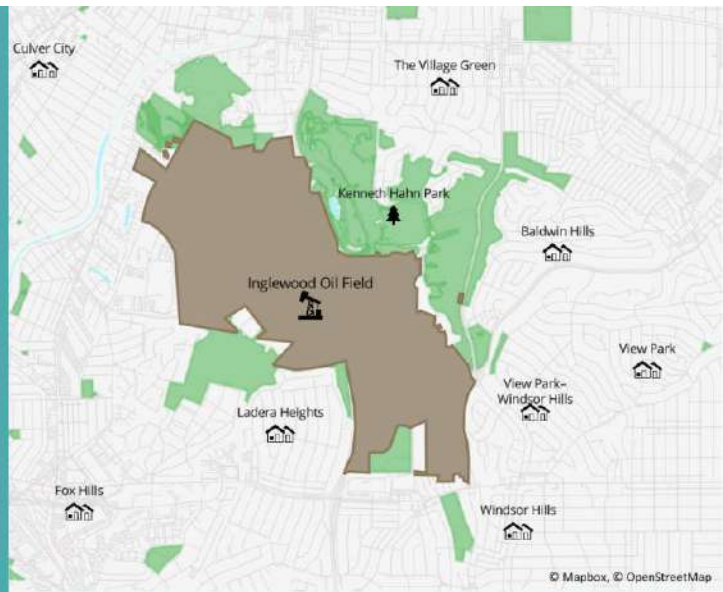 Culver City
The Village Green
Kenneth Hahn Park
Baldwin Hills
Inglewood Oil Field
View Park
View Park–
Windsor Hills
Ladera Heights
Fox Hills
Windsor Hills
© Mapbox, © OpenStreetMap